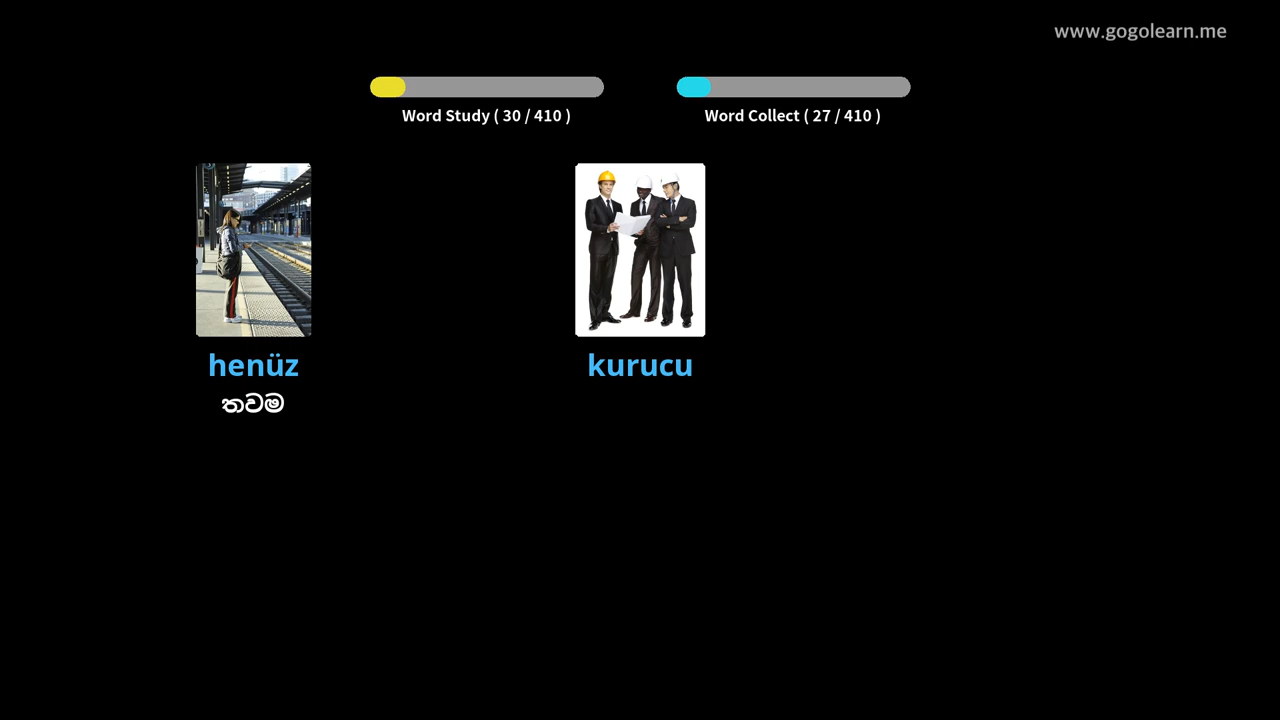 www.gogolearn.me
Word Study ( 30 / 410 )
Word Collect ( 27 / 410 )
henüz
kurucu
තවම